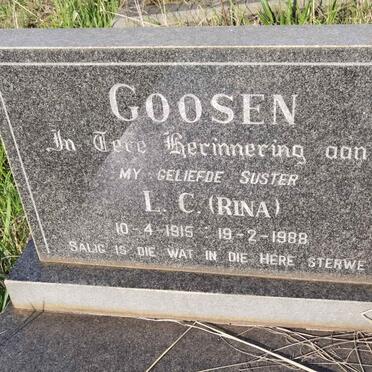 GOOSEN
In Tere Herinnering aan
MY GELIEFDE SUSTER
L. C. (RINA)
10-4-1915 19-2-1988
SALIG IS DIE WAT IN DIE HERE STERWE